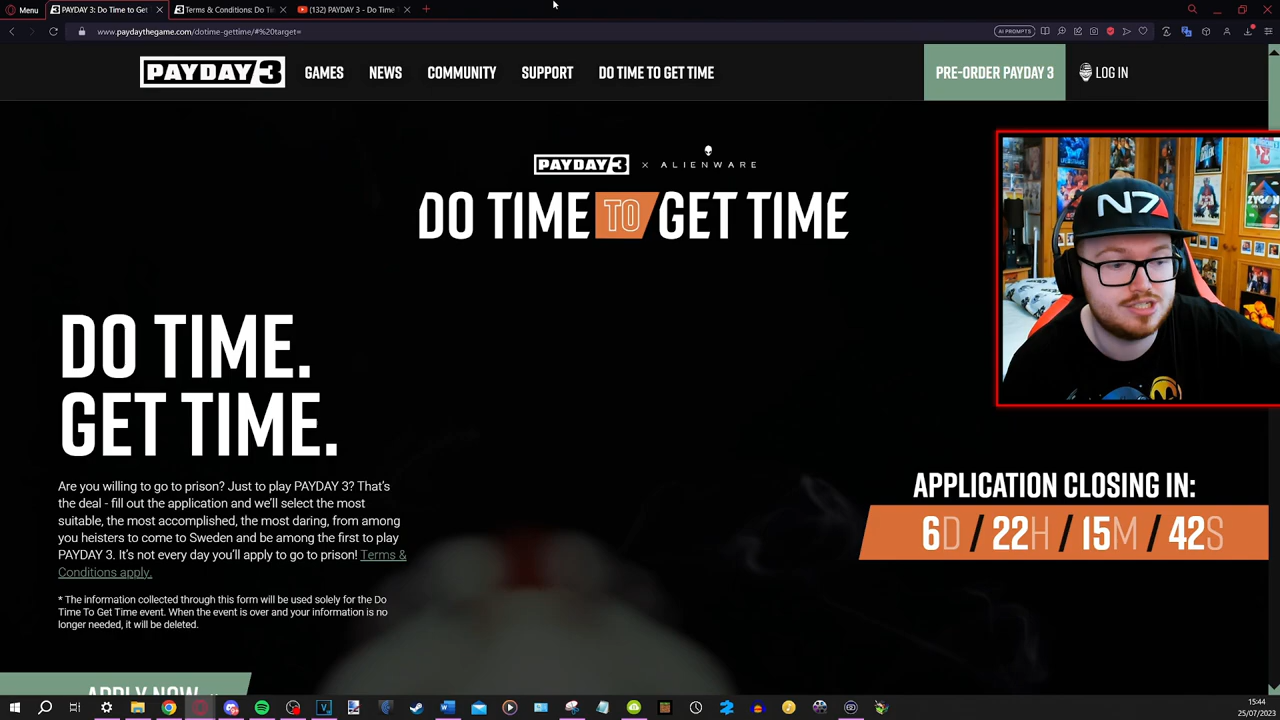 Menu
PAYDAY 3: Do Time to Get
Terms & Conditions: Do Ti
(132) PAYDAY 3 - Do Time
www.paydaythegame.com/dotime-gettime/#%20target=
AI PROMPTS
PAYDAY 3
GAMES
NEWS
COMMUNITY
SUPPORT
DO TIME TO GET TIME
PRE-ORDER PAYDAY 3
LOG IN
PAYDAY 3 X ALIENWARE
DO TIME TO GET TIME
N7
ZYGON
DO TIME.
GET TIME.
Are you willing to go to prison? Just to play PAYDAY 3? That's
the deal - fill out the application and we'll select the most
suitable, the most accomplished, the most daring, from among
you heisters to come to Sweden and be among the first to play
PAYDAY 3. It's not every day you'll apply to go to prison! Terms &
Conditions apply.
* The information collected through this form will be used solely for the Do
Time To Get Time event. When the event is over and your information is no
longer needed, it will be deleted.
APPLICATION CLOSING IN:
6D / 22H / 15M / 42S
APPLY NOW
15:44
25/07/2023